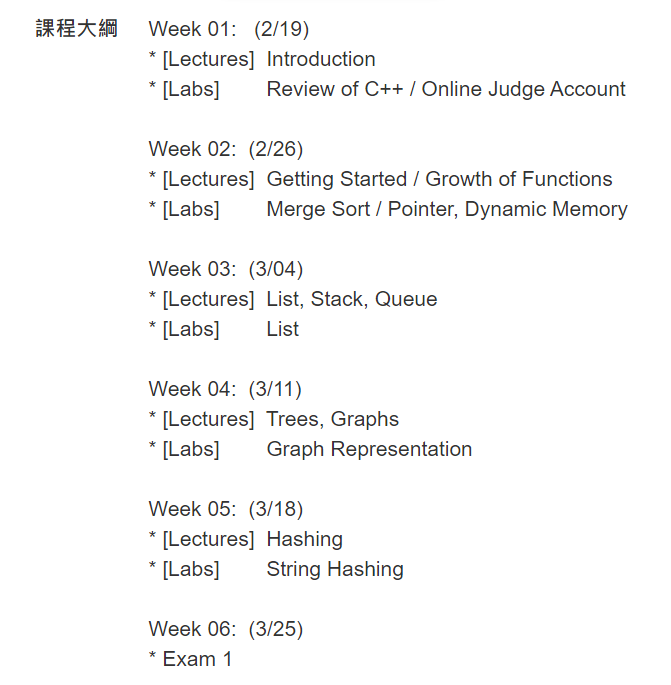 課程大綱 Week 01: (2/19)
* [Lectures] Introduction
* [Labs] Review of C++ / Online Judge Account
Week 02: (2/26)
* [Lectures] Getting Started / Growth of Functions
* [Labs] Merge Sort / Pointer, Dynamic Memory
Week 03: (3/04)
* [Lectures] List, Stack, Queue
* [Labs] List
Week 04: (3/11)
* [Lectures] Trees, Graphs
* [Labs] Graph Representation
Week 05: (3/18)
* [Lectures] Hashing
* [Labs] String Hashing
Week 06: (3/25)
* Exam 1